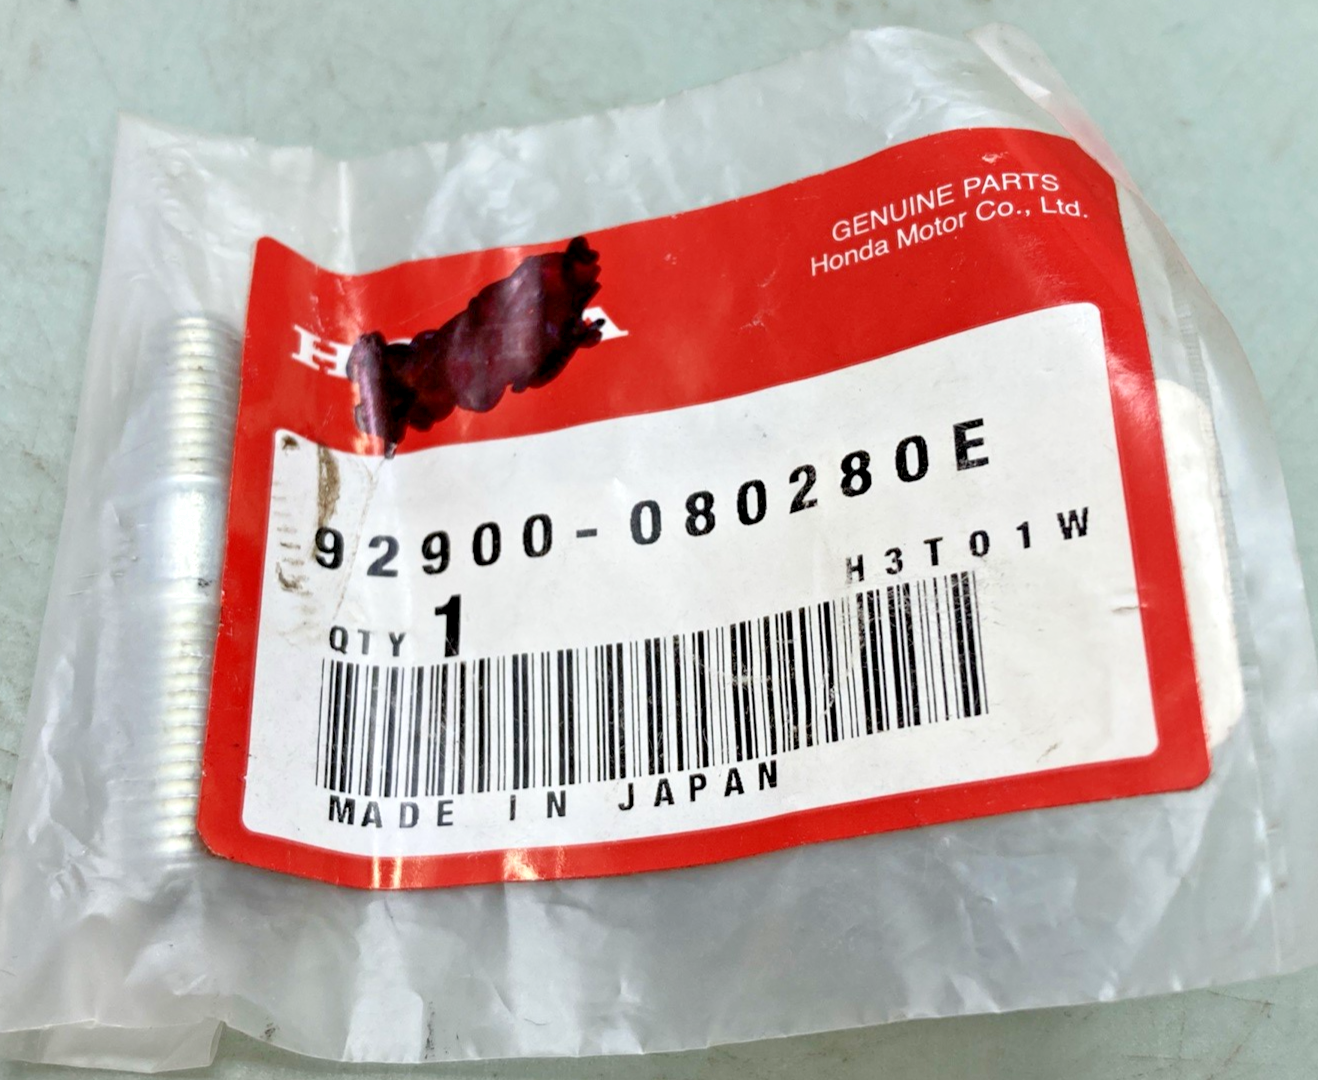 GENUINE PARTS
Honda Motor Co., Ltd.
92900-080280E
H3T01W
QTY 1
MADE IN JAPAN